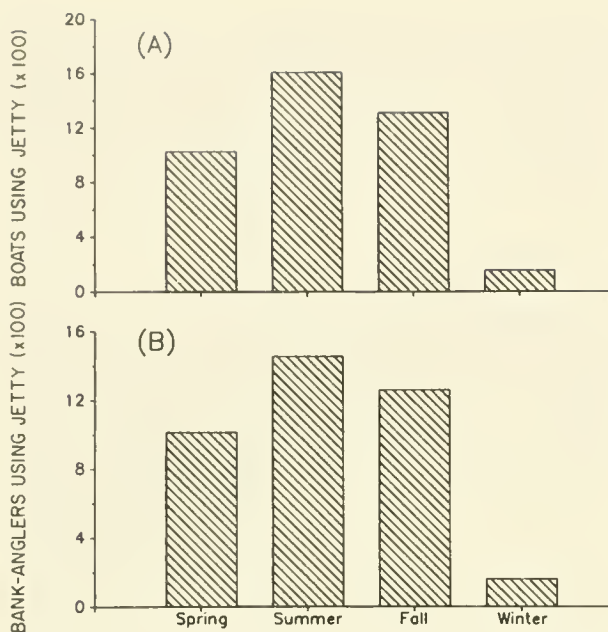 BOATS USING JETTY (x100)
20
16
12
8
4
0
(A)
BANK-ANGLERS USING JETTY (x100)
16
12
8
4
0
(B)
Spring Summer Fall Winter